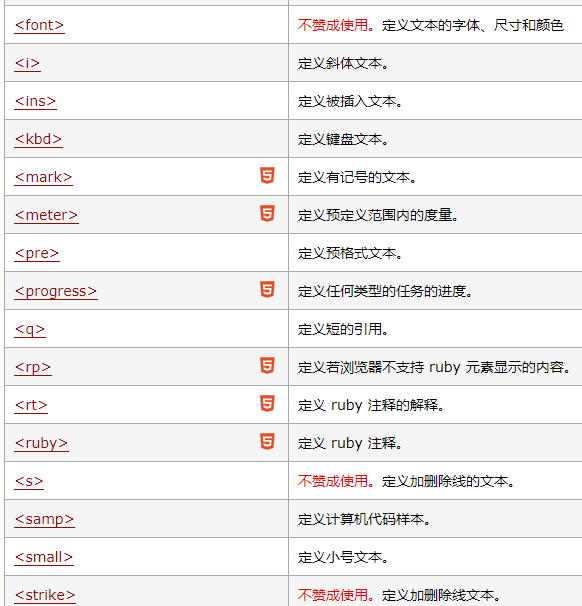 <font> 不赞成使用。定义文本的字体、尺寸和颜色
<i> 定义斜体文本。
<ins> 定义被插入文本。
<kbd> 定义键盘文本。
<mark> 5 定义有记号的文本。
<meter> 5 定义预定义范围内的度量。
<pre> 定义预格式文本。
<progress> 5 定义任何类型的任务的进度。
<q> 定义短的引用。
<rp> 5 定义若浏览器不支持 ruby 元素显示的内容。
<rt> 5 定义 ruby 注释的解释。
<ruby> 5 定义 ruby 注释。
<s> 不赞成使用。定义加删除线的文本。
<samp> 定义计算机代码样本。
<small> 定义小号文本。
<strike> 不赞成使用。定义加删除线文本。